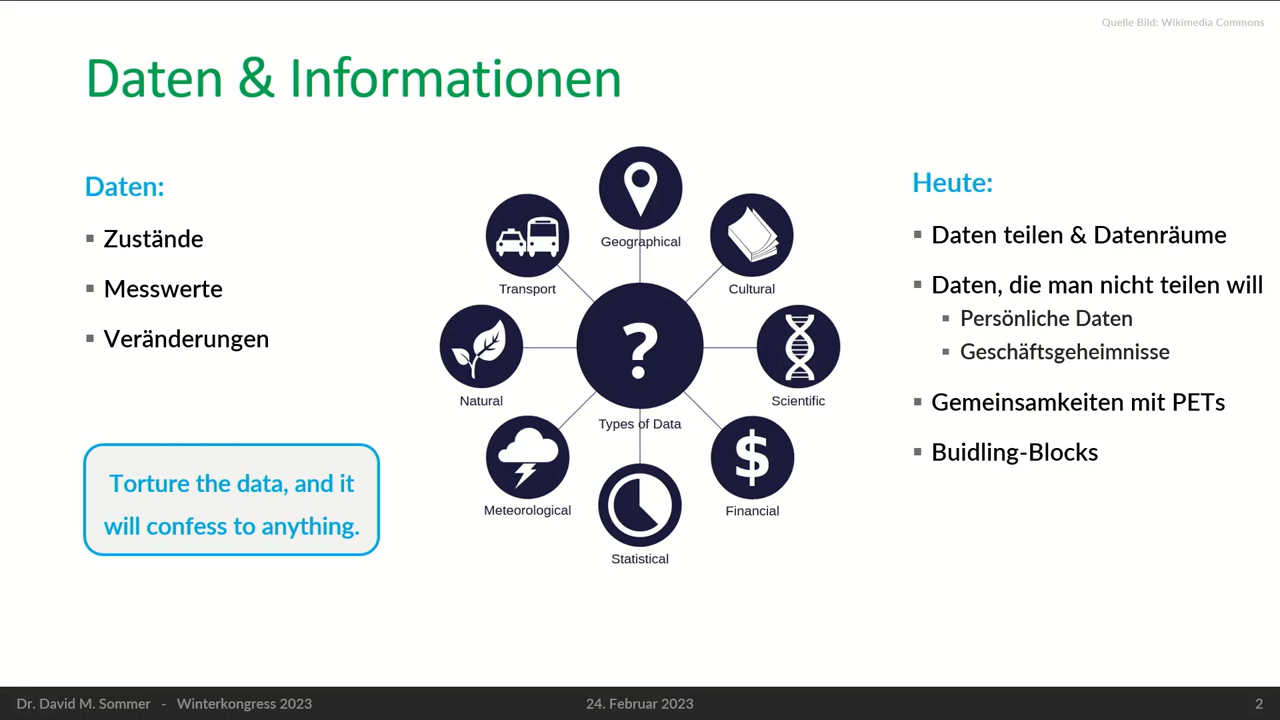 Quelle Bild: Wikimedia Commons
Daten & Informationen
Daten:
Zustände
Messwerte
Veränderungen
Torture the data, and it
will confess to anything.
Geographical
Transport
Cultural
Natural
Scientific
Types of Data
Meteorological
Financial
Statistical
Heute:
Daten teilen & Datenräume
Daten, die man nicht teilen will
Persönliche Daten
Geschäftsgeheimnisse
Gemeinsamkeiten mit PETs
Buidling-Blocks
Dr. David M. Sommer - Winterkongress 2023
24. Februar 2023
2